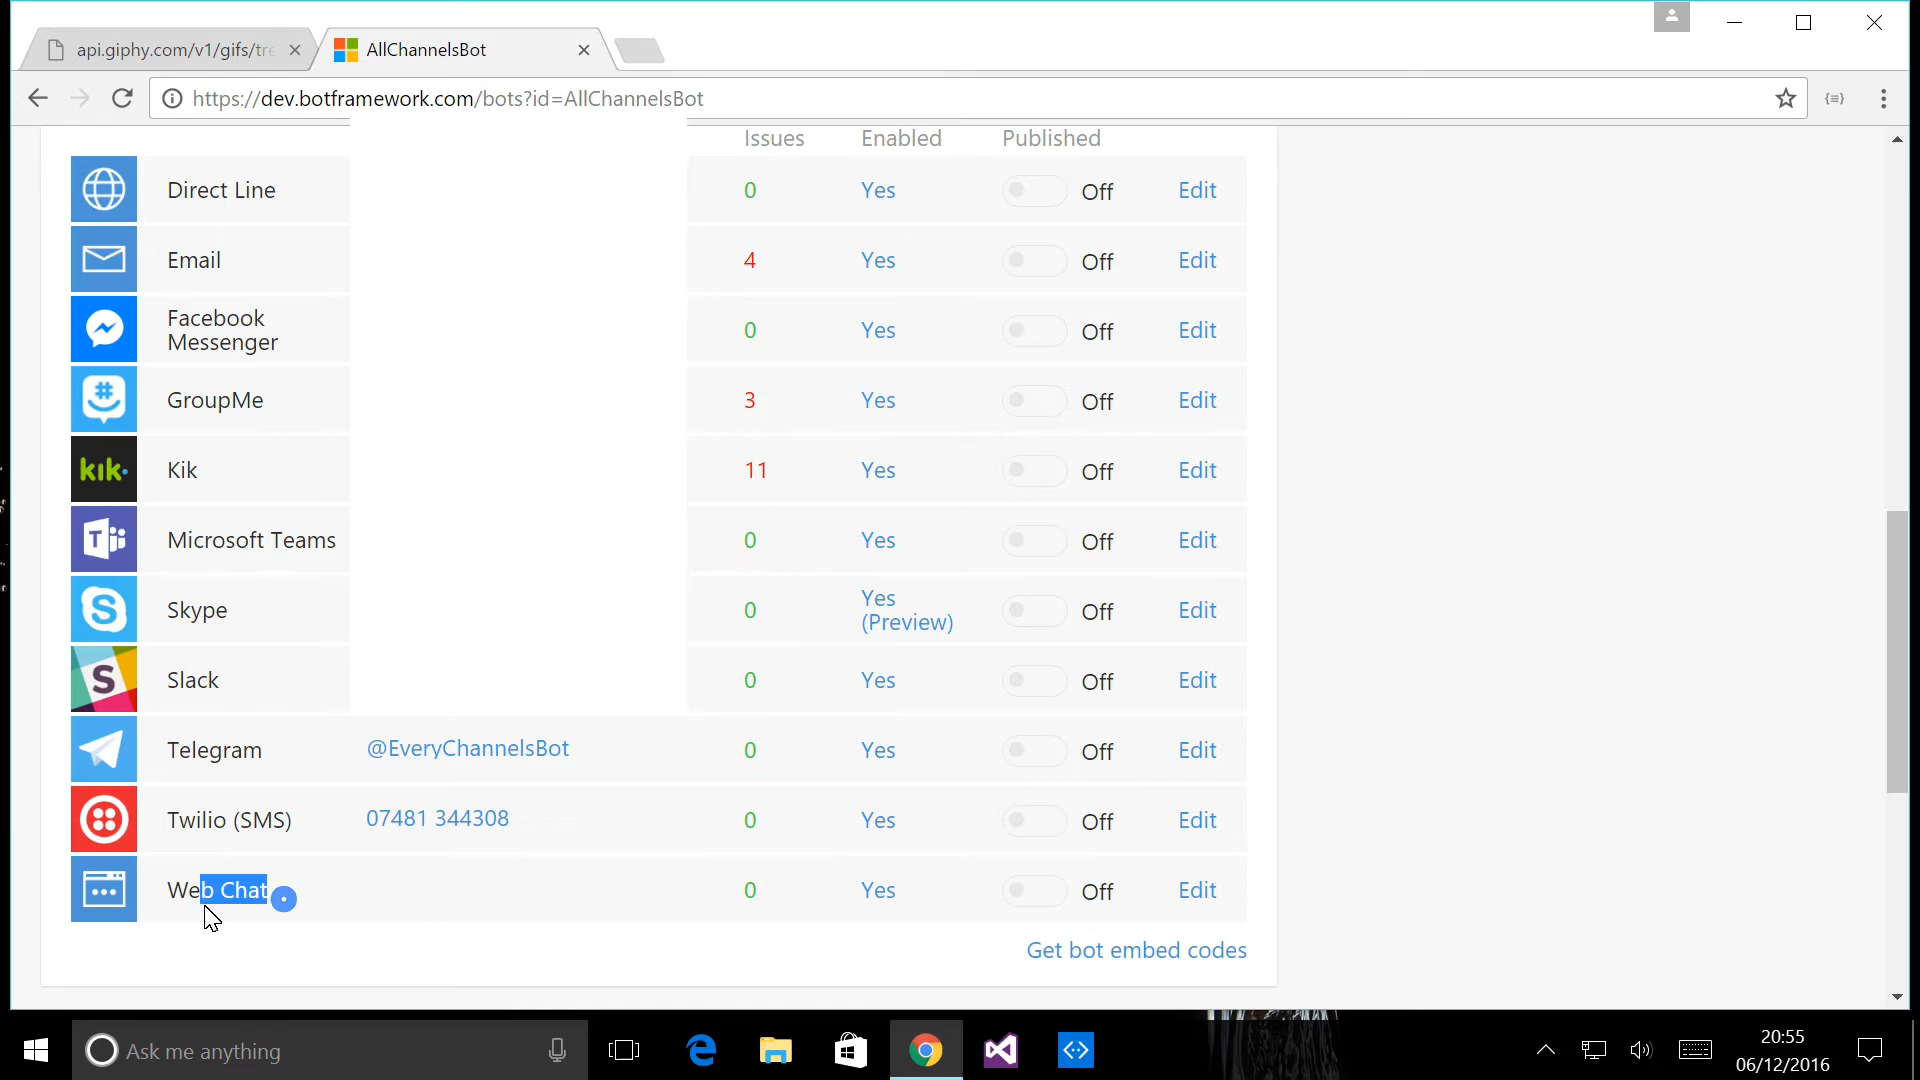 api.giphy.com/v1/gifs/tre
AllChannelsBot
https://dev.botframework.com/bots?id=AllChannelsBot
Issues Enabled Published
Direct Line 0 Yes Off Edit
Email 4 Yes Off Edit
Facebook
Messenger 0 Yes Off Edit
GroupMe 3 Yes Off Edit
kik. Kik 11 Yes Off Edit
Microsoft Teams 0 Yes Off Edit
Skype 0 Yes
(Preview) Off Edit
Slack 0 Yes Off Edit
Telegram @EveryChannelsBot 0 Yes Off Edit
Twilio (SMS) 07481 344308 0 Yes Off Edit
Web Chat 0 Yes Off Edit
Get bot embed codes
Ask me anything
20:55
06/12/2016